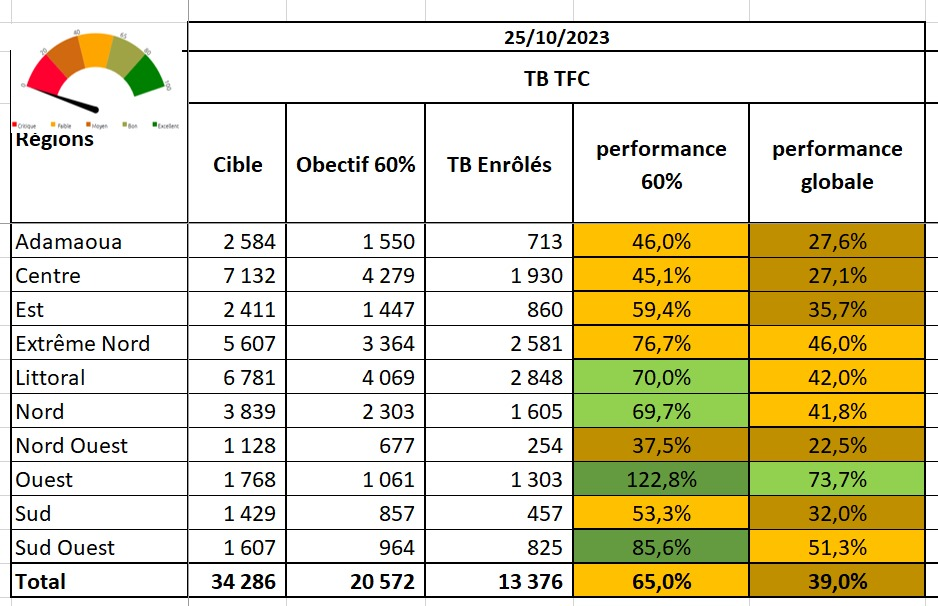 0 20 40 65 80 100
Critique Faible Moyen Bon Excellent
25/10/2023
TB TFC
Régions Cible Obectif 60% TB Enrôlés performance 60% performance globale
Adamaoua 2 584 1 550 713 46,0% 27,6%
Centre 7 132 4 279 1 930 45,1% 27,1%
Est 2 411 1 447 860 59,4% 35,7%
Extrême Nord 5 607 3 364 2 581 76,7% 46,0%
Littoral 6 781 4 069 2 848 70,0% 42,0%
Nord 3 839 2 303 1 605 69,7% 41,8%
Nord Ouest 1 128 677 254 37,5% 22,5%
Ouest 1 768 1 061 1 303 122,8% 73,7%
Sud 1 429 857 457 53,3% 32,0%
Sud Ouest 1 607 964 825 85,6% 51,3%
Total 34 286 20 572 13 376 65,0% 39,0%